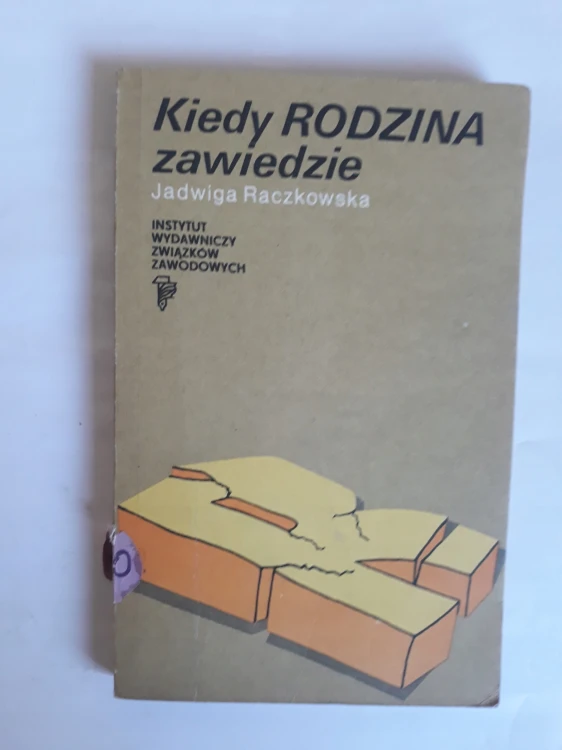 Kiedy RODZINA
zawiedzie
Jadwiga Raczkowska
INSTYTUT
WYDAWNICZY
ZWIĄZKÓW
ZAWODOWYCH